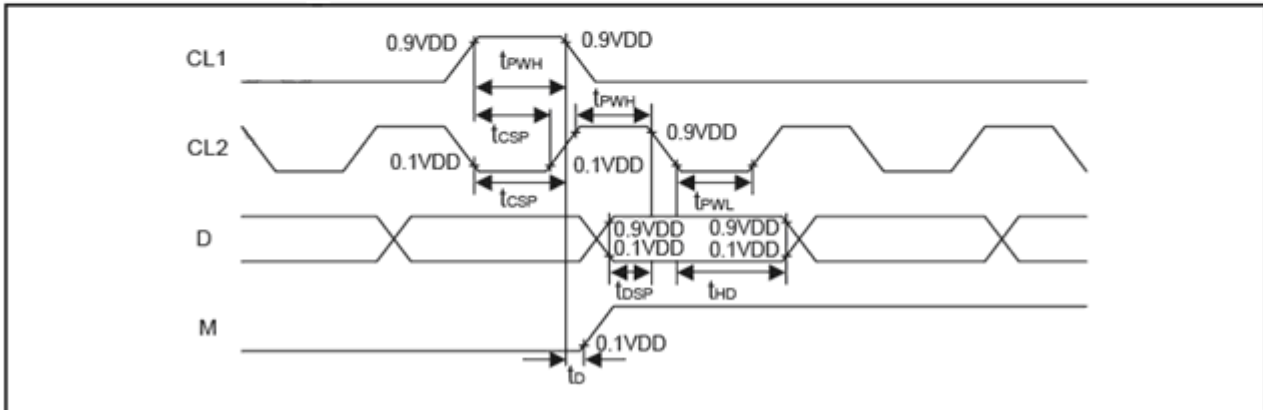 CL1
0.9VDD
0.9VDD
tPWH
tPWH
tCSP
0.9VDD
CL2
0.1VDD
0.1VDD
tCSP
tPWL
D
0.9VDD
0.9VDD
0.1VDD
0.1VDD
tDSP
tHD
M
0.1VDD
tD